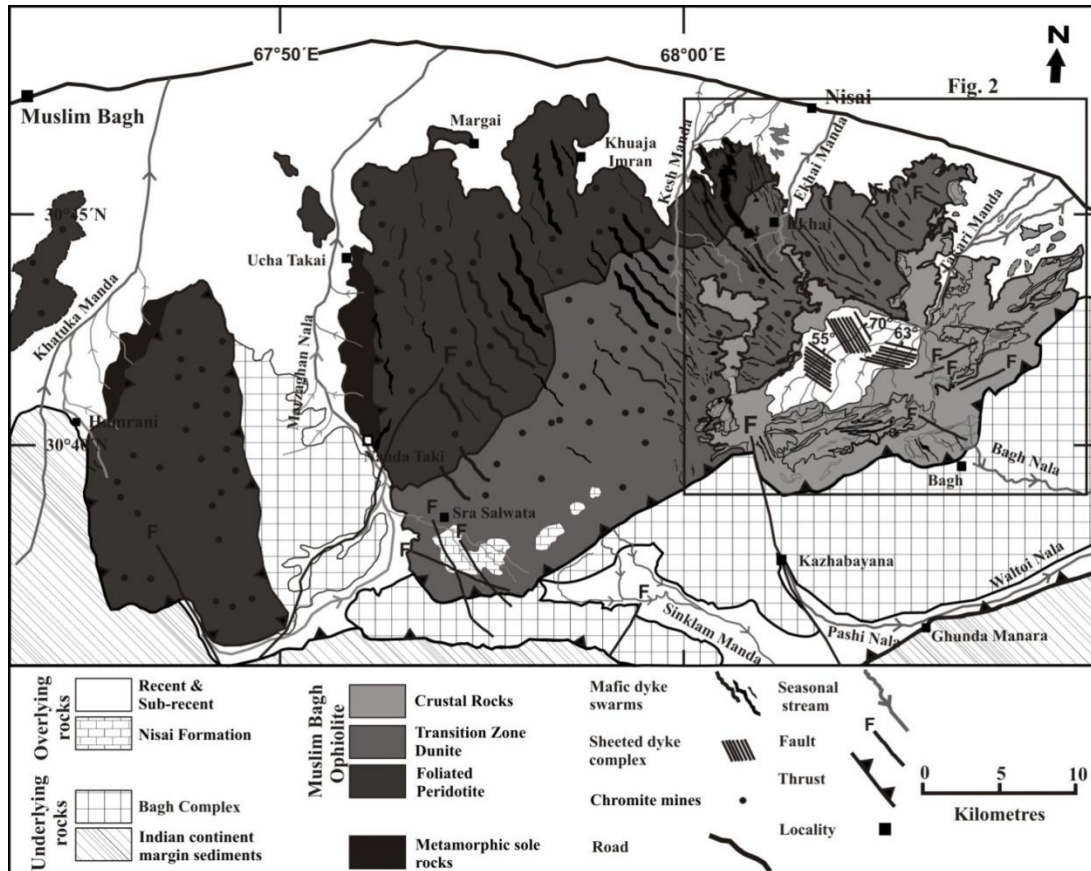 67°50´E
68°00´E
N
Muslim Bagh
Margai
Khuaja
Imran
Kesh Manda
Nisai
Fig. 2
Ekhai Manda
30°45´N
Ucha Takai
Ekhai
F
F
Khatuka Manda
Marzaghan Nala
F
55°
70°
63°
F
F
F
F
F
Hamrani
30°40´N
Bagh Nala
Bagh
F
Sra Salwata
F
F
F
Kazhabayana
Waltoi Nala
F
Sinklam Manda
Pashi Nala
Ghunda Manara
Overlying
rocks
Recent &
Sub-recent
Nisai Formation
Underlying
rocks
Bagh Complex
Indian continent
margin sediments
Muslim Bagh
Ophiolite
Crustal Rocks
Transition Zone
Dunite
Foliated
Peridotite
Metamorphic sole
rocks
Mafic dyke
swarms
Sheeted dyke
complex
Chromite mines
Road
Seasonal
stream
Fault
F
Thrust
Locality
0 5 10
Kilometres